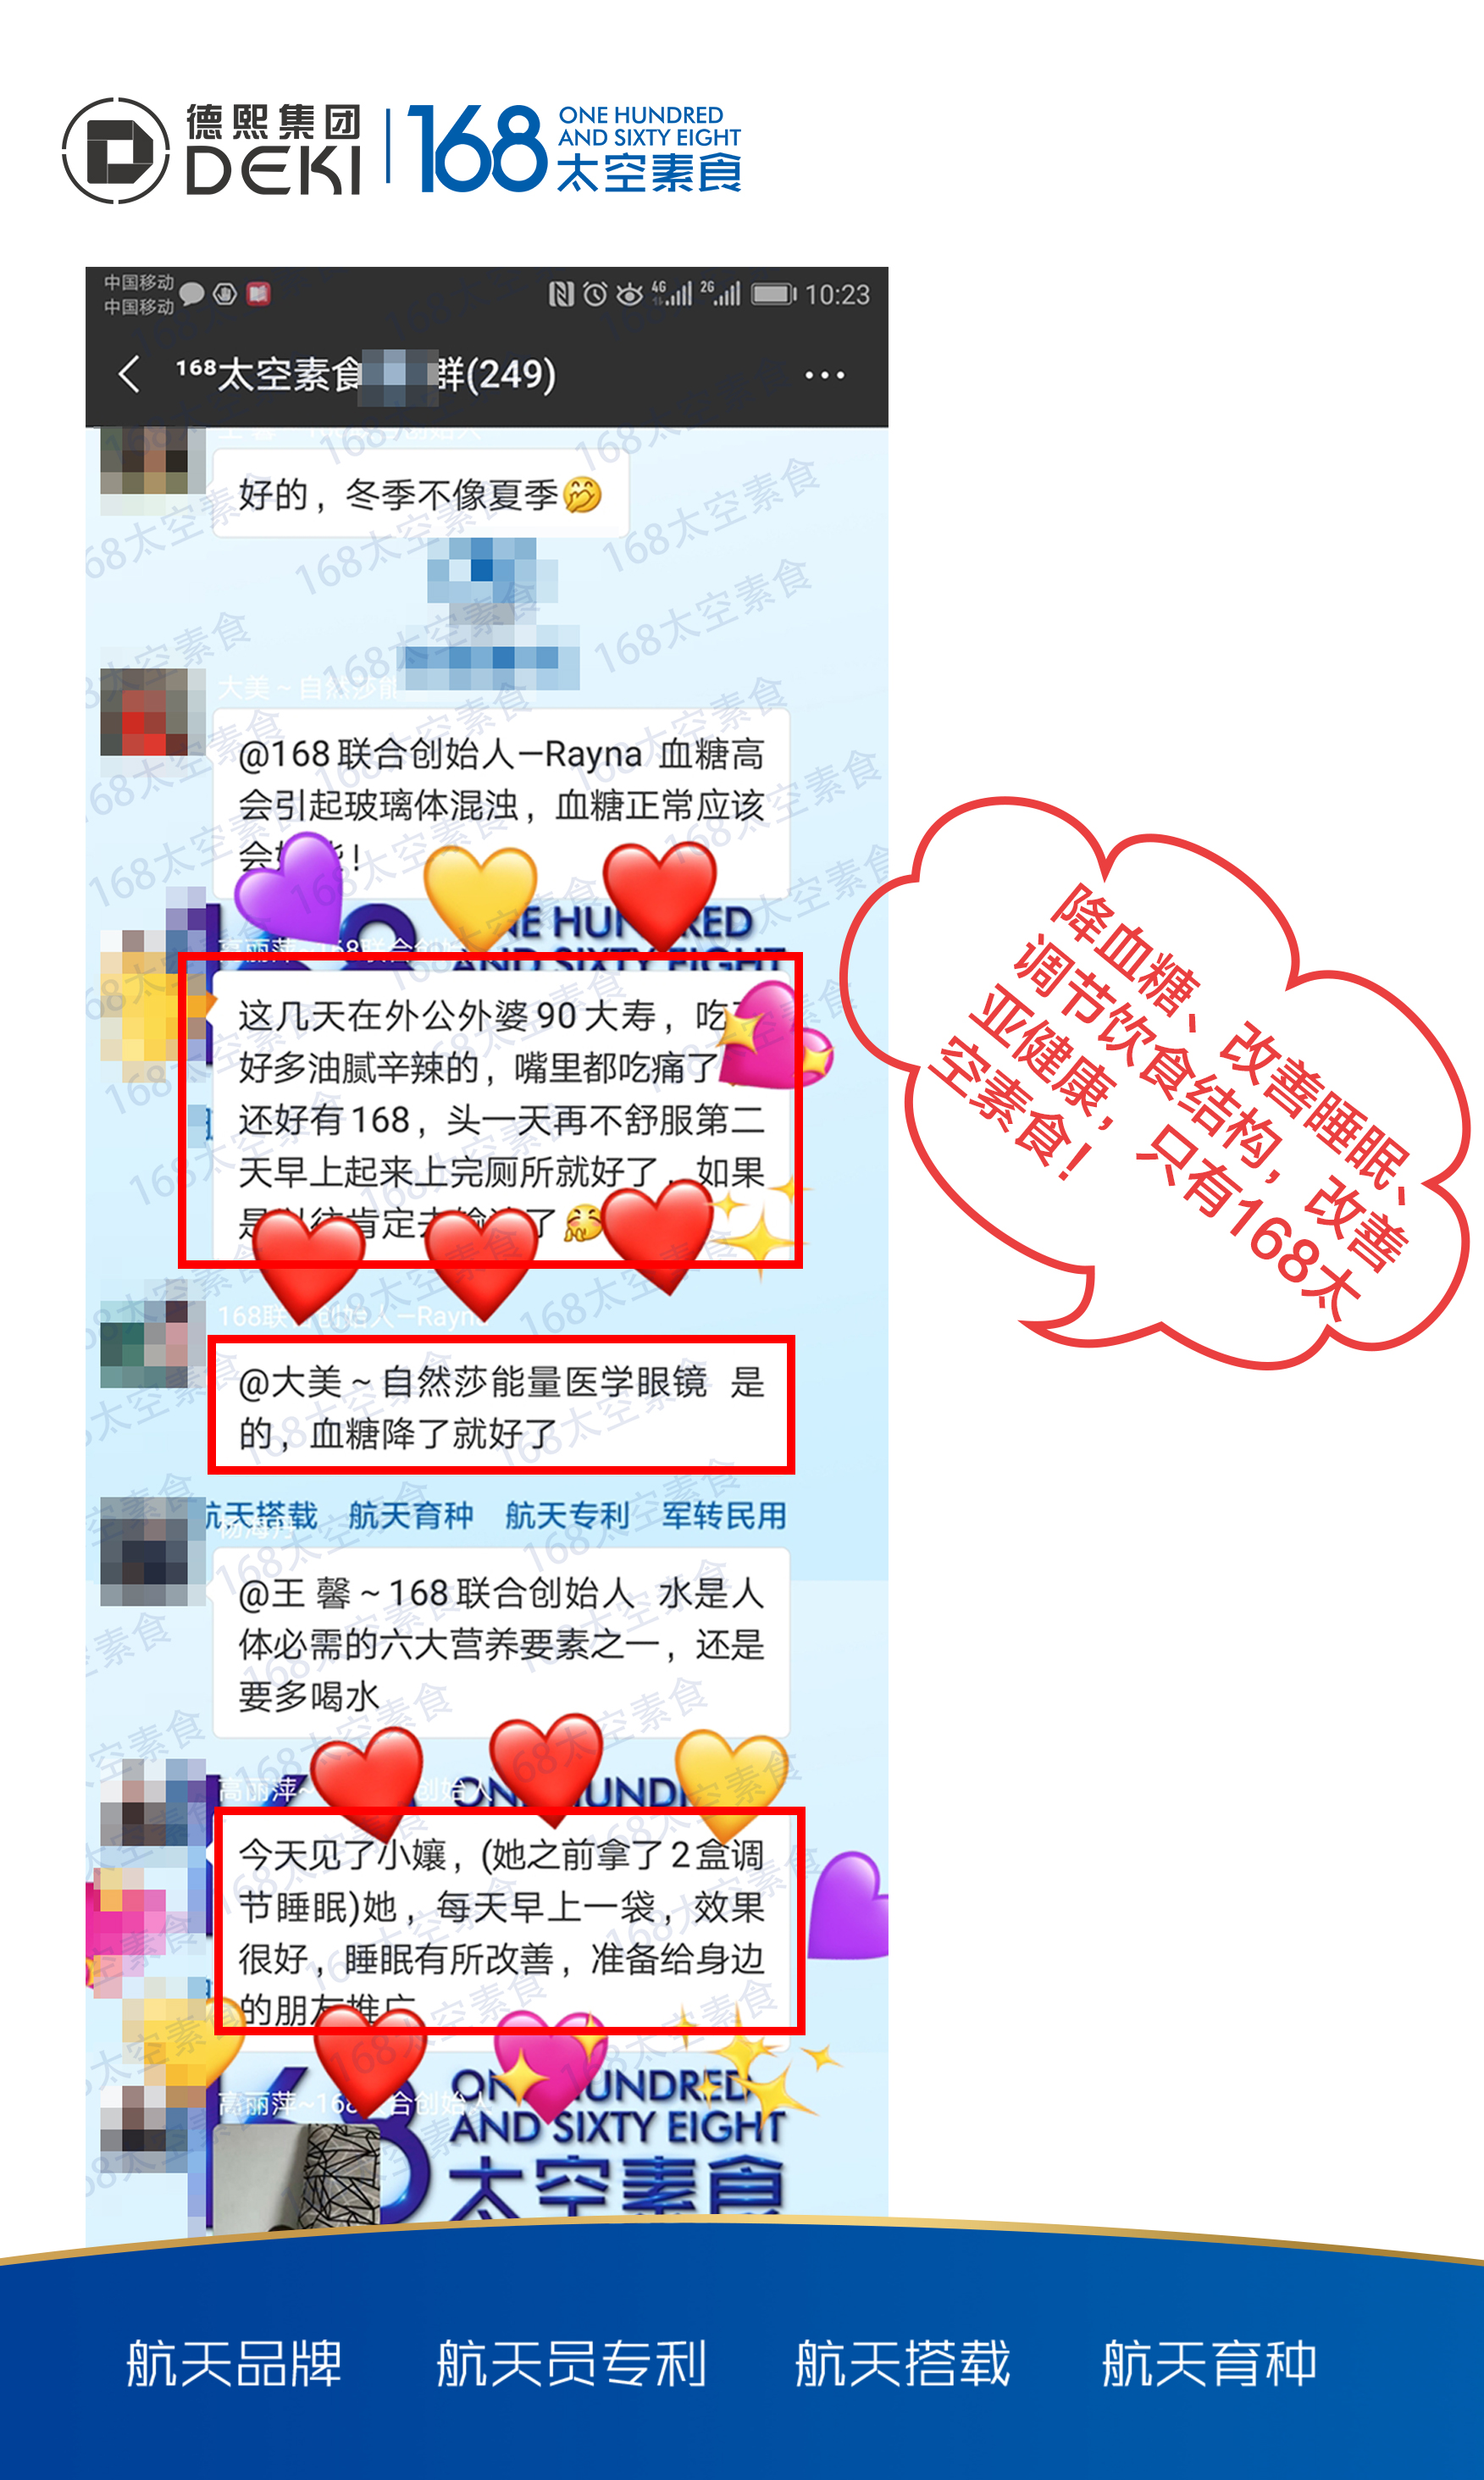 德熙集团
DEKI
168
ONE HUNDRED
AND SIXTY EIGHT
太空素食
中国移动
中国移动
4G
2G
10:23
168太空素食
群(249)
好的，冬季不像夏季
大美～自然莎能
@168联合创始人—Rayna 血糖高
会引起玻璃体混浊，血糖正常应该
会
！
高丽萍~168联合创始
ONE HUNDRED
AND SIXTY EIGHT
这几天在外公外婆90大寿，吃
好多油腻辛辣的，嘴里都吃痛了
还好有168，头一天再不舒服第二
天早上起来上完厕所就好了，如果
是以往肯定去输液了
168联合创始人—Rayna
@大美～自然莎能量医学眼镜 是
的，血糖降了就好了
航天搭载 航天育种 航天专利 军转民用
杨海丹
@王 馨～168联合创始人 水是人
体必需的六大营养要素之一，还是
要多喝水
高丽萍~
创始人
今天见了小孃，(她之前拿了2盒调
节睡眠)她，每天早上一袋，效果
很好，睡眠有所改善，准备给身边
的朋友推广
高丽萍~168联合创始人
168
ONE HUNDRED
AND SIXTY EIGHT
太空素食
降血糖、改善睡眠、
调节饮食结构，改善
亚健康，只有168太
空素食！
航天品牌 航天员专利 航天搭载 航天育种